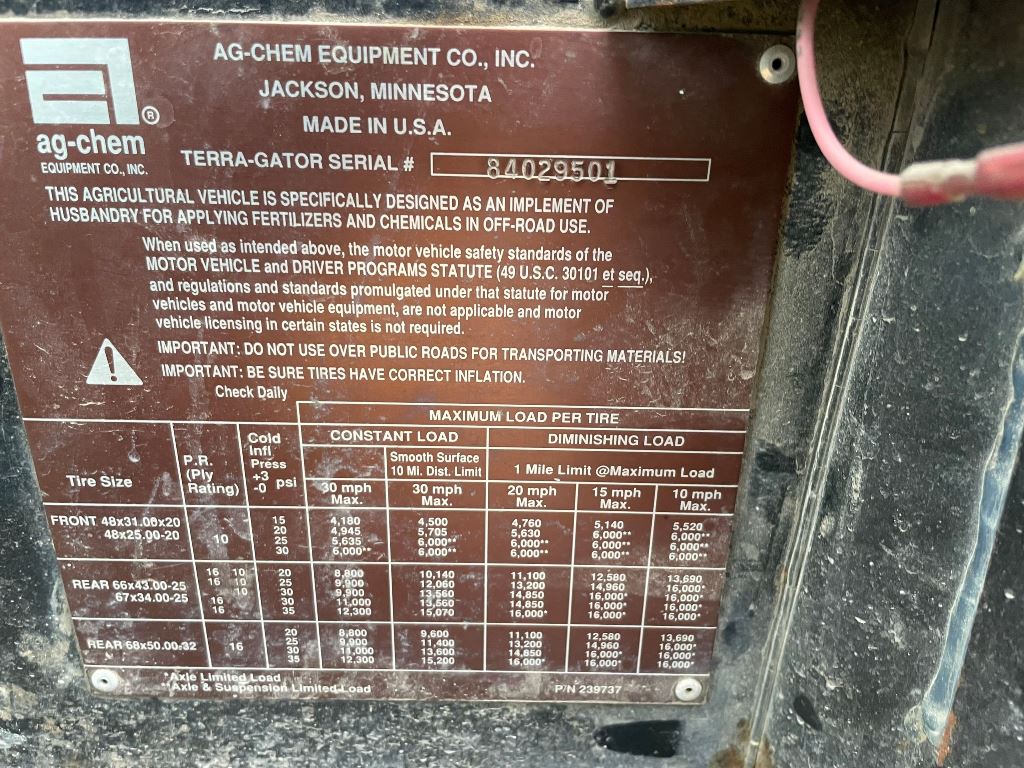 AG-CHEM EQUIPMENT CO., INC.
JACKSON, MINNESOTA
MADE IN U.S.A.
®
ag-chem
EQUIPMENT CO., INC.
TERRA-GATOR SERIAL # 84029501
THIS AGRICULTURAL VEHICLE IS SPECIFICALLY DESIGNED AS AN IMPLEMENT OF
HUSBANDRY FOR APPLYING FERTILIZERS AND CHEMICALS IN OFF-ROAD USE.
When used as intended above, the motor vehicle safety standards of the
MOTOR VEHICLE and DRIVER PROGRAMS STATUTE (49 U.S.C. 30101 et seq.),
and regulations and standards promulgated under that statute for motor
vehicles and motor vehicle equipment, are not applicable and motor
vehicle licensing in certain states is not required.
IMPORTANT: DO NOT USE OVER PUBLIC ROADS FOR TRANSPORTING MATERIALS!
IMPORTANT: BE SURE TIRES HAVE CORRECT INFLATION.
Check Daily
MAXIMUM LOAD PER TIRE
CONSTANT LOAD DIMINISHING LOAD
Tire Size
P.R.
(Ply
Rating)
Cold
Infl
Press
+3
-0 psi
Smooth Surface
10 MI. Dist. Limit
1 Mile Limit @Maximum Load
30 mph Max. 30 mph Max. 20 mph Max. 15 mph Max. 10 mph Max.
FRONT 48x31.00x20
48x25.00-20
10
15 4,180 4,500 4,760 5,140 5,520
20 4,945 5,705 5,630 6,000** 6,000**
25 5,635 6,000** 6,000** 6,000** 6,000**
30 6,000** 6,000** 6,000** 6,000** 6,000**
REAR 66x43.00-25
67x34.00-25
16 10 20 8,800 10,140 11,100 12,580 13,690
16 10 25 9,900 12,060 13,200 14,960 16,000*
10 30 9,900 13,560 14,850 16,000* 16,000*
16 30 11,000 13,560 14,850 16,000* 16,000*
16 35 12,300 15,070 16,000* 16,000* 16,000*
REAR 68x50.00-32
16
20 8,800 9,600 11,100 12,580 13,690
25 9,900 11,400 13,200 14,960 16,000*
30 11,000 13,600 14,850 16,000* 16,000*
35 12,300 15,200 16,000* 16,000* 16,000*
*Axle Limited Load
**Axle & Suspension Limited Load
P/N 239737